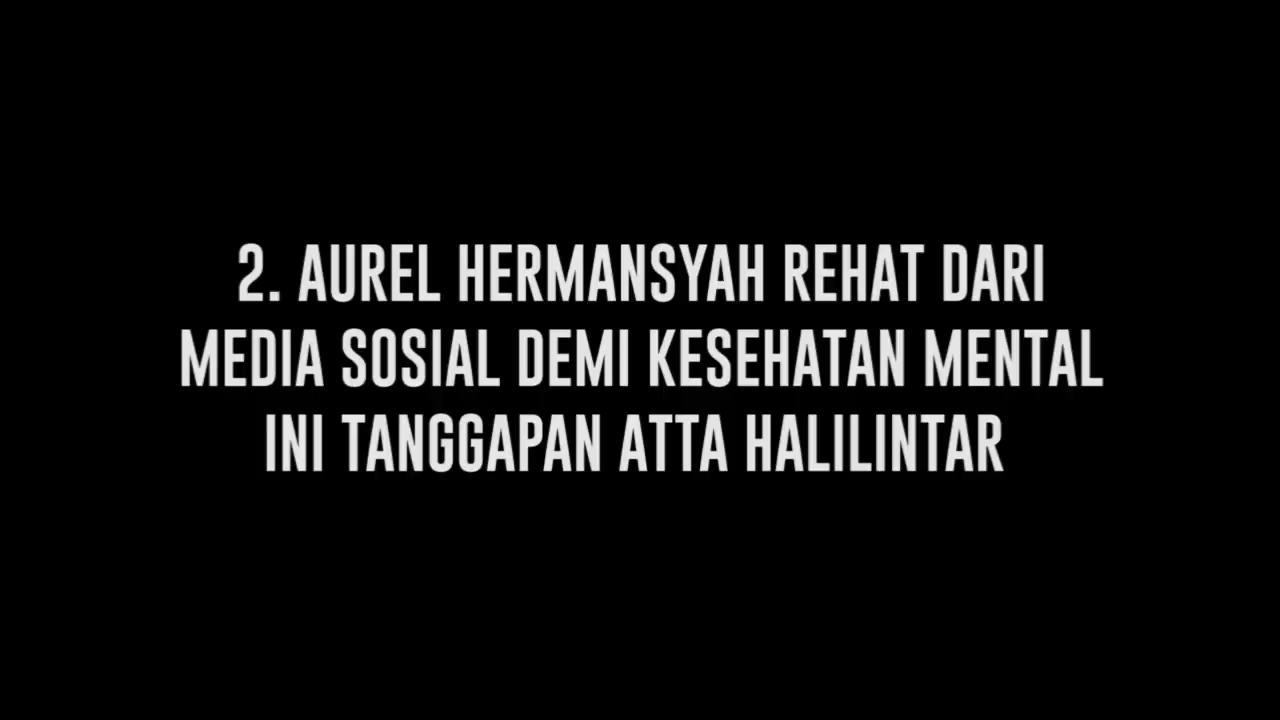 2. AUREL HERMANSYAH REHAT DARI
MEDIA SOSIAL DEMI KESEHATAN MENTAL
INI TANGGAPAN ATTA HALILINTAR